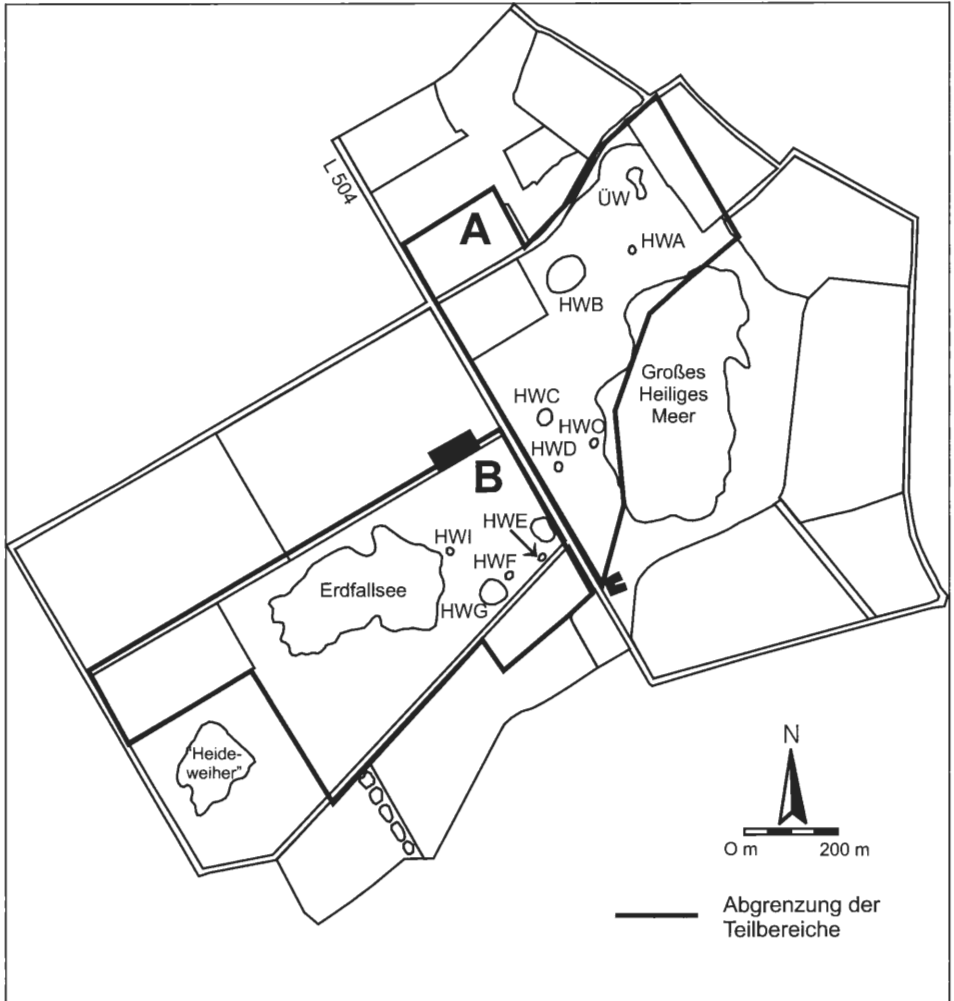 L 504
A
ÜW
HWA
HWB
Großes
Heiliges
Meer
HWC
HWO
HWD
B
HWE
HWI
HWF
HWG
Erdfallsee
"Heide-
weiher"
N
O m 200 m
Abgrenzung der
Teilbereiche